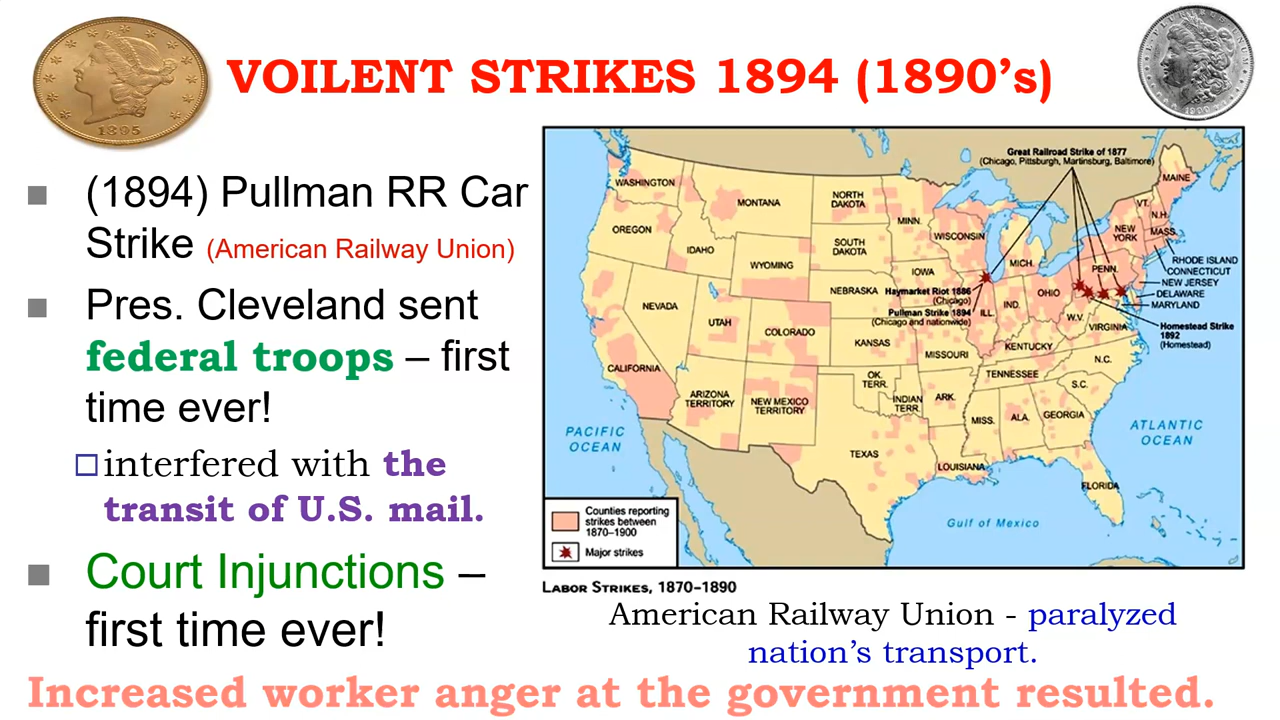 VOILENT STRIKES 1894 (1890’s)
1895
1900
(1894) Pullman RR Car
Strike (American Railway Union)
Pres. Cleveland sent
federal troops – first
time ever!
interfered with the
transit of U.S. mail.
Court Injunctions –
first time ever!
Great Railroad Strike of 1877
(Chicago, Pittsburgh, Martinsburg, Baltimore)
WASHINGTON
MONTANA
NORTH
DAKOTA
MINN.
MAINE
VT.
N.H.
OREGON
IDAHO
WYOMING
SOUTH
DAKOTA
WISCONSIN
MICH.
NEW
YORK
MASS.
RHODE ISLAND
CONNECTICUT
NEW JERSEY
DELAWARE
MARYLAND
NEVADA
UTAH
COLORADO
NEBRASKA
IOWA
Haymarket Riot 1886
(Chicago)
Pullman Strike 1894
(Chicago and nationwide)
ILL.
IND.
OHIO
PENN.
W.V.
VIRGINIA
Homestead Strike
1892
(Homestead)
CALIFORNIA
KANSAS
MISSOURI
KENTUCKY
N.C.
TENNESSEE
S.C.
ARIZONA
TERRITORY
NEW MEXICO
TERRITORY
OK.
TERR.
INDIAN
TERR.
ARK.
MISS.
ALA.
GEORGIA
TEXAS
LOUISIANA
FLORIDA
PACIFIC
OCEAN
ATLANTIC
OCEAN
Gulf of Mexico
Counties reporting
strikes between
1870–1900
Major strikes
LABOR STRIKES, 1870–1890
American Railway Union - paralyzed
nation’s transport.
Increased worker anger at the government resulted.